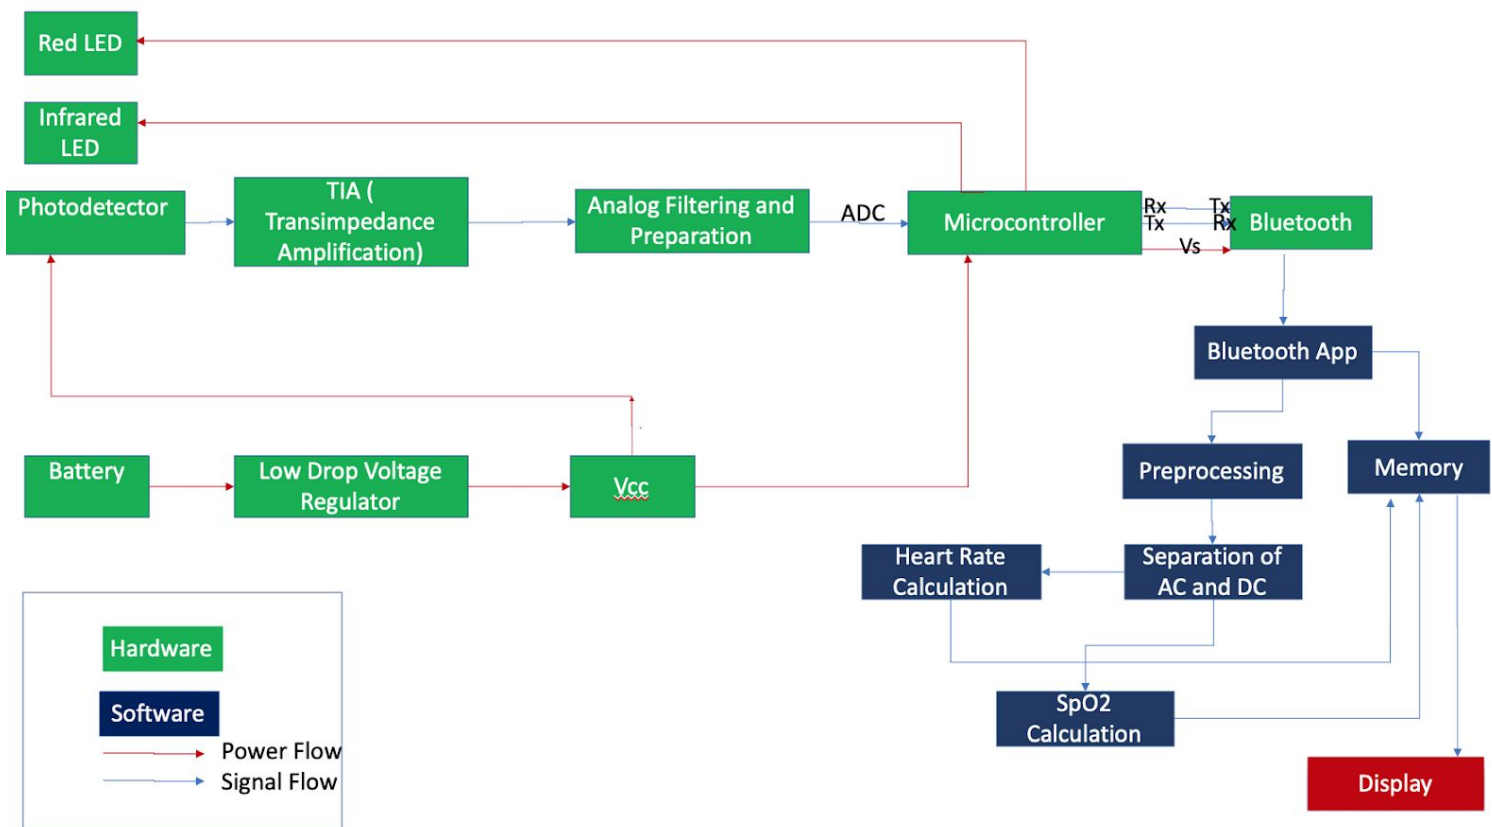 Red LED
Infrared
LED
Photodetector
TIA (
Transimpedance
Amplification)
Analog Filtering and
Preparation
ADC
Microcontroller
Rx
Tx
Tx
Rx
Vs
Bluetooth
Bluetooth App
Battery
Low Drop Voltage
Regulator
Vcc
Preprocessing
Memory
Heart Rate
Calculation
Separation of
AC and DC
SpO2
Calculation
Display
Hardware
Software
Power Flow
Signal Flow